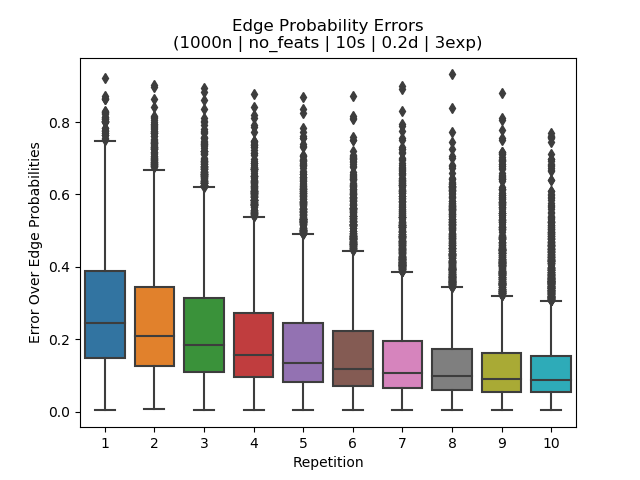 Edge Probability Errors
(1000n | no_feats | 10s | 0.2d | 3exp)
Error Over Edge Probabilities
0.8
0.6
0.4
0.2
0.0
1 2 3 4 5 6 7 8 9 10
Repetition